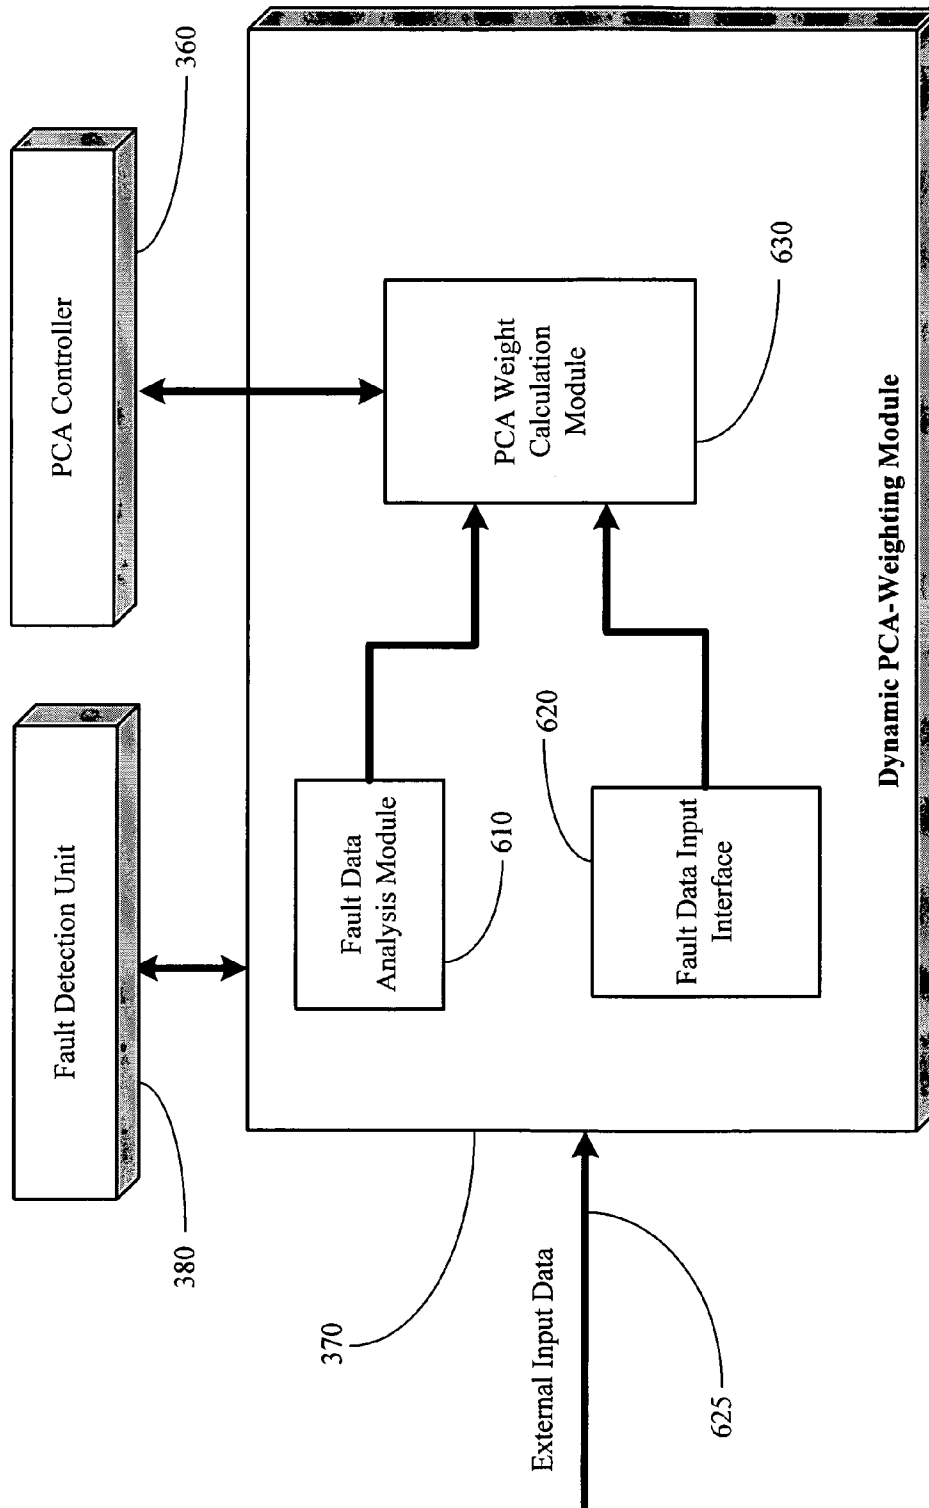 Fault Detection Unit
380
PCA Controller
360
370
External Input Data
625
Fault Data
Analysis Module
610
620
Fault Data Input
Interface
PCA Weight
Calculation
Module
630
Dynamic PCA-Weighting Module